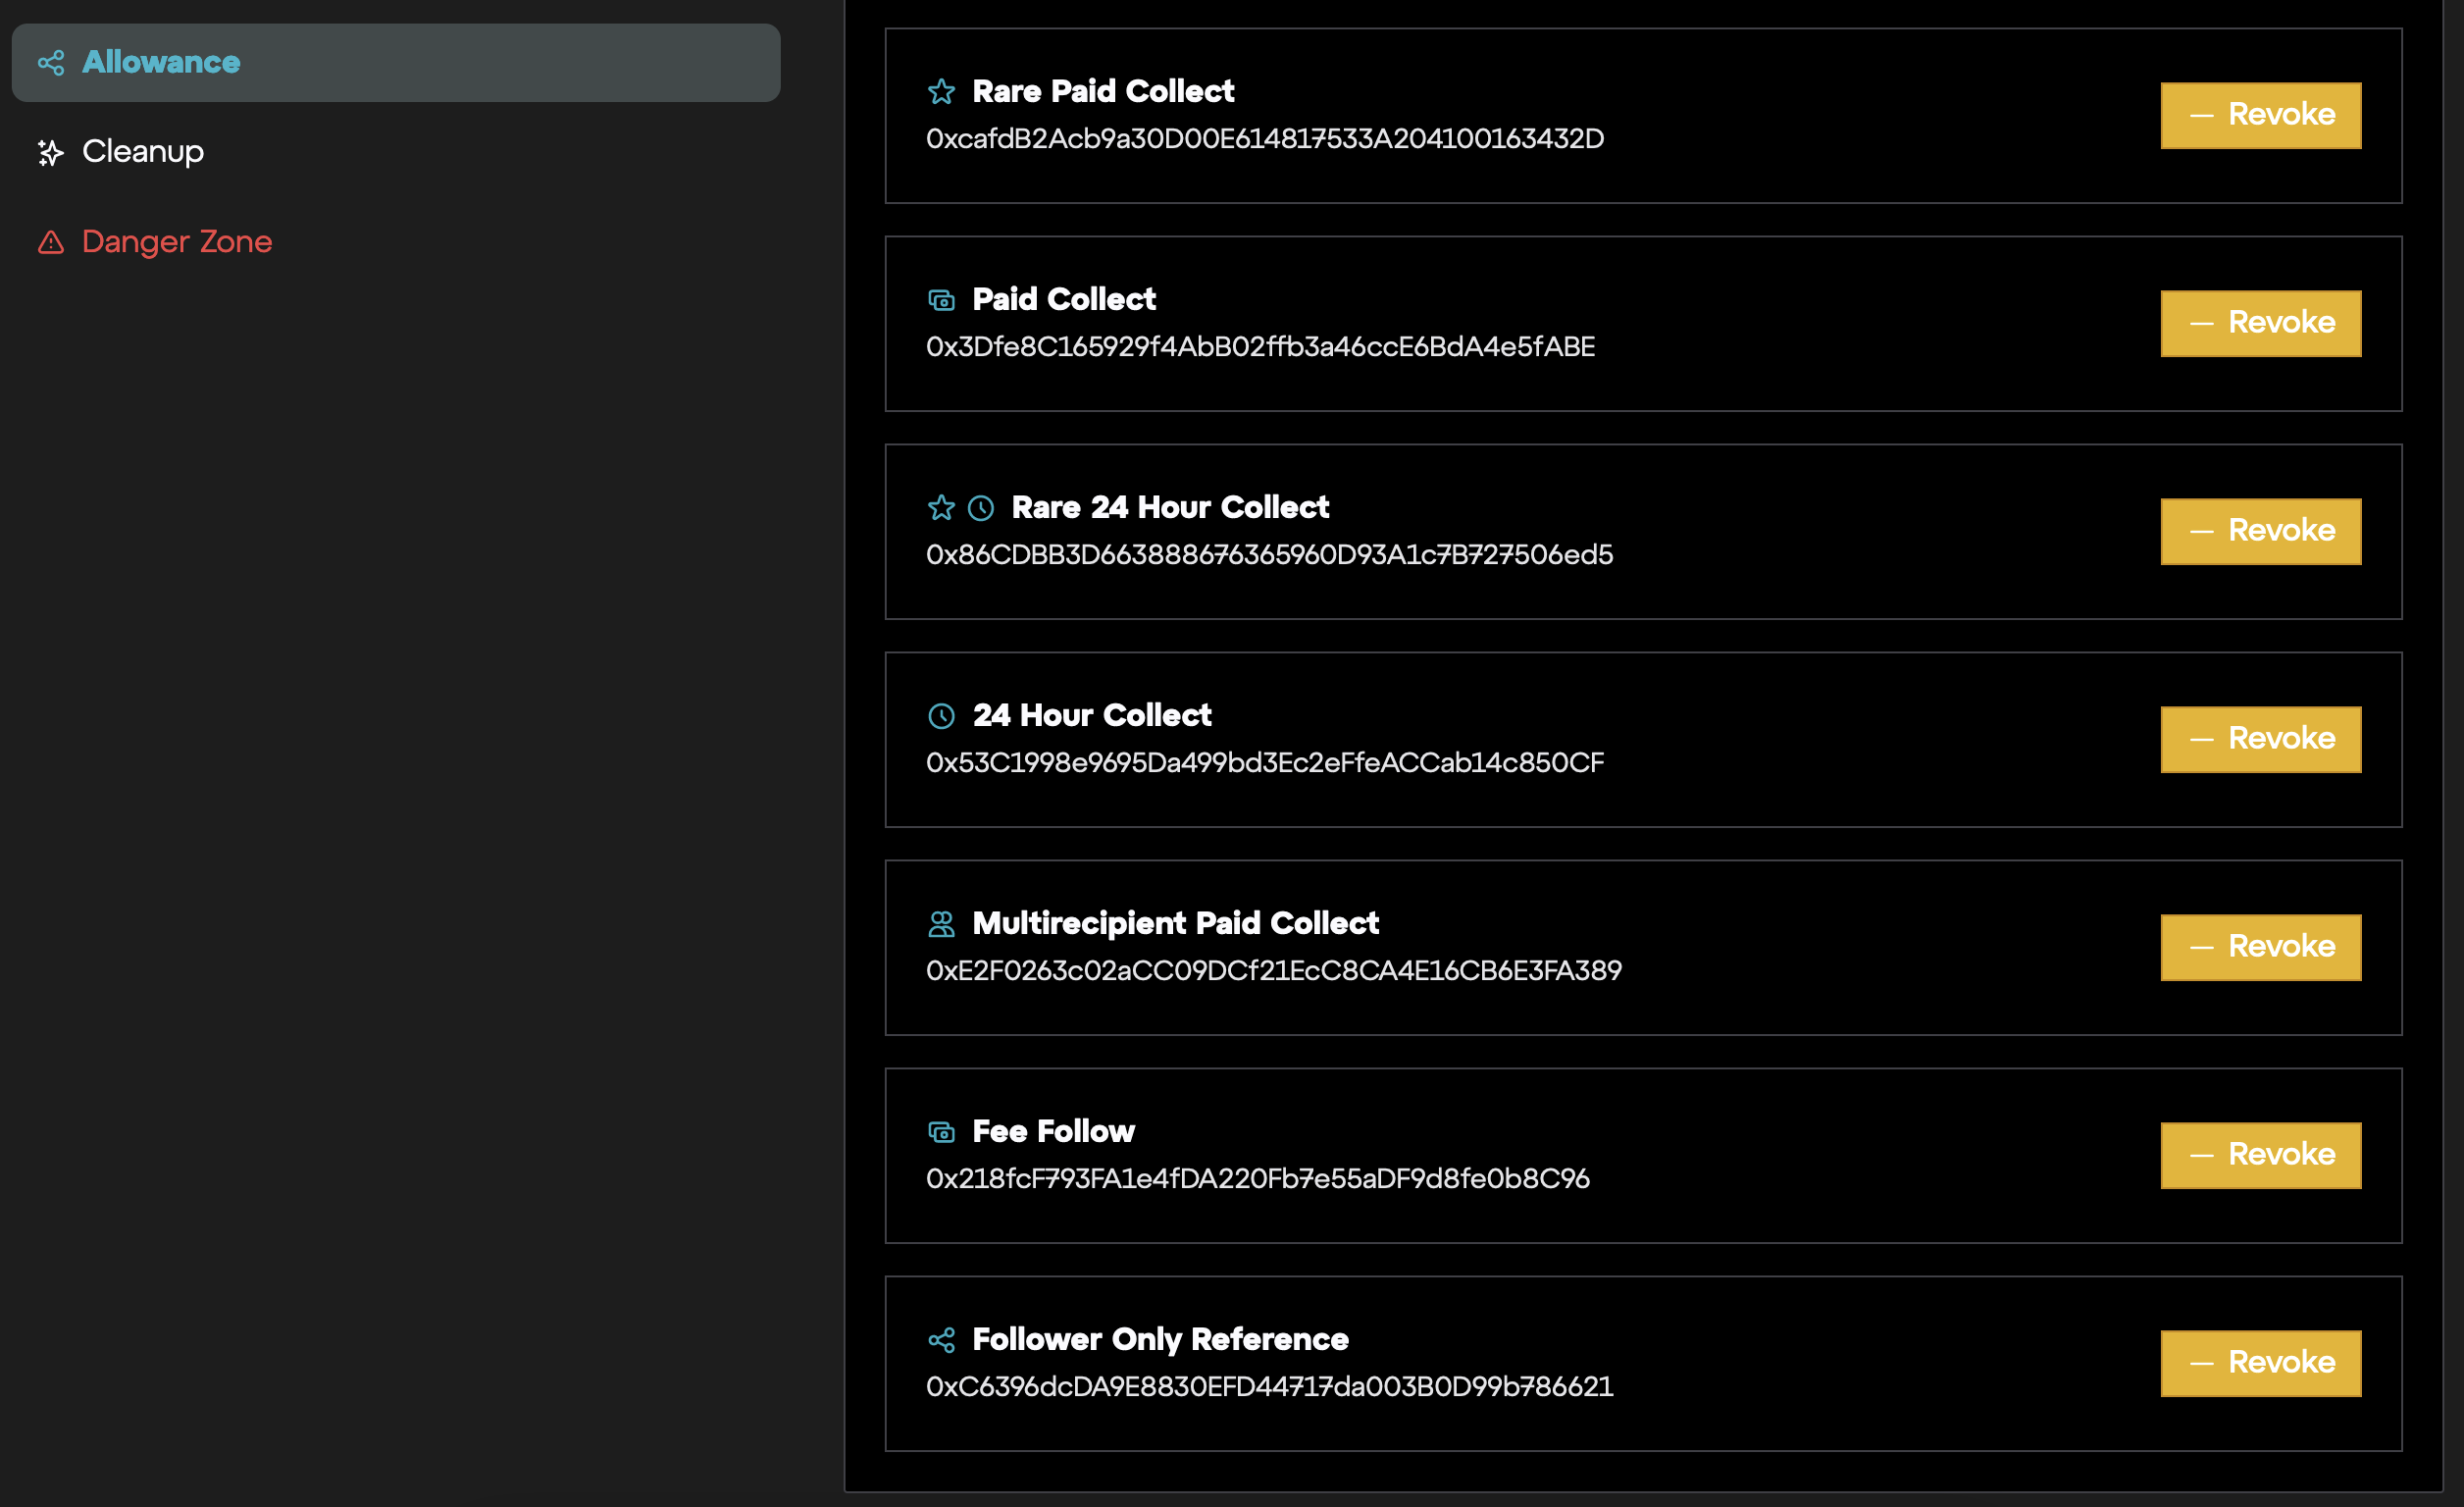 Allowance
Cleanup
Danger Zone
Rare Paid Collect
0xcafdB2Acb9a30D00E614817533A204100163432D
— Revoke
Paid Collect
0x3Dfe8C165929f4AbB02ffb3a46ccE6BdA4e5fABE
— Revoke
Rare 24 Hour Collect
0x86CDBB3D663888676365960D93A1c7B727506ed5
— Revoke
24 Hour Collect
0x53C1998e9695Da499bd3Ec2eFfeACCab14c850CF
— Revoke
Multirecipient Paid Collect
0xE2F0263c02aCC09DCf21EcC8CA4E16CB6E3FA389
— Revoke
Fee Follow
0x218fcF793FA1e4fDA220Fb7e55aDF9d8fe0b8C96
— Revoke
Follower Only Reference
0xC6396dcDA9E8830EFD44717da003B0D99b786621
— Revoke